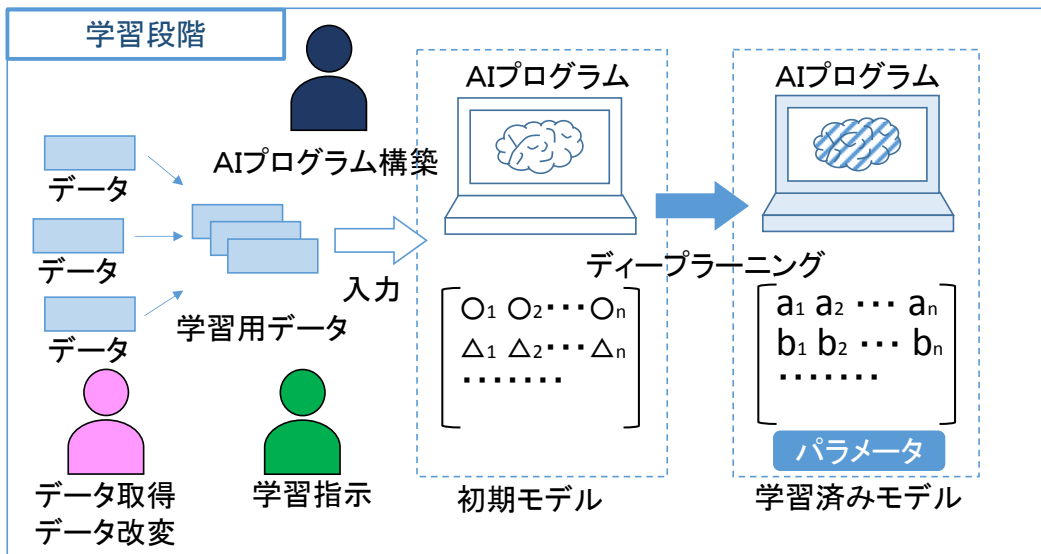 学習段階
AIプログラム構築
データ
データ
データ
学習用データ
入力
データ取得
データ改変
学習指示
AIプログラム
○1 ○2・・・○n
△1 △2・・・△n
・・・・・・・
初期モデル
ディープラーニング
AIプログラム
a1 a2 ・・・ an
b1 b2 ・・・ bn
・・・・・・・
パラメータ
学習済みモデル